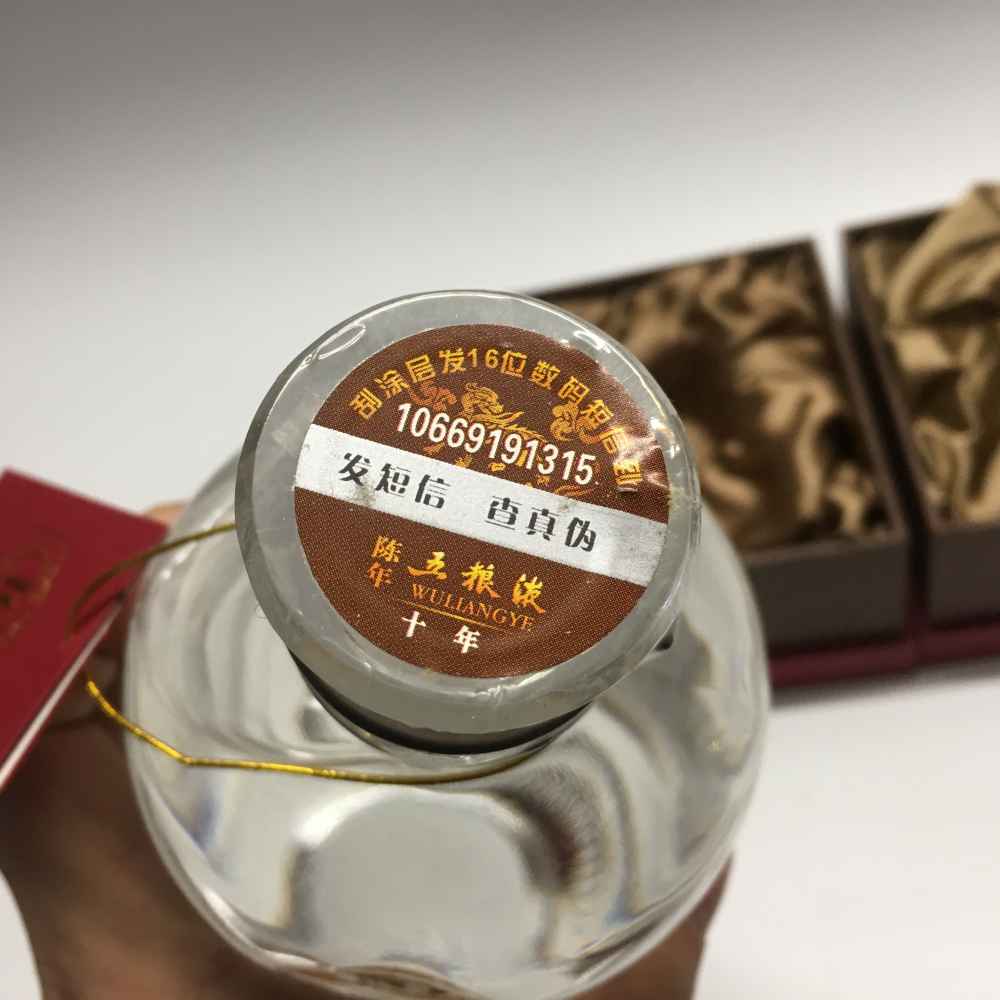 刮涂层发16位数码短信到
10669191315
发短信 查真伪
陈年 五粮液
WULIANGYE
十年